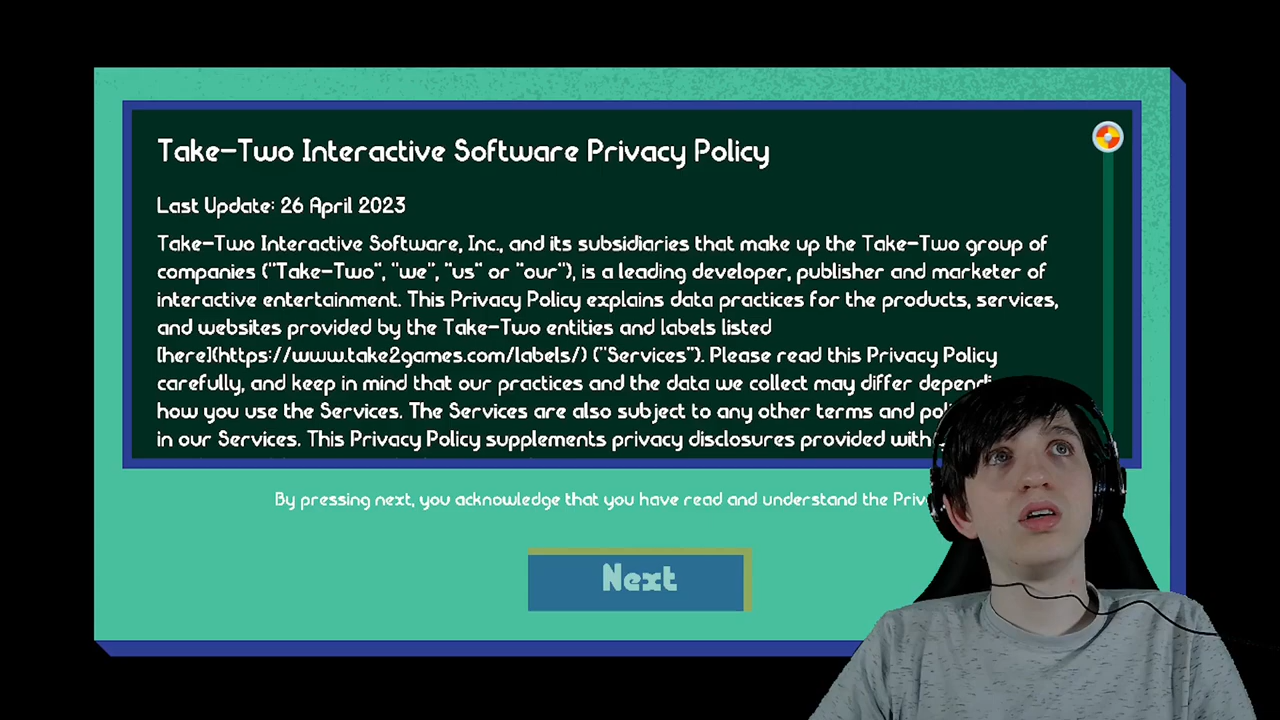 Take-Two Interactive Software Privacy Policy
Last Update: 26 April 2023
Take-Two Interactive Software, Inc., and its subsidiaries that make up the Take-Two group of
companies ("Take-Two", "we", "us" or "our"), is a leading developer, publisher and marketer of
interactive entertainment. This Privacy Policy explains data practices for the products, services,
and websites provided by the Take-Two entities and labels listed
[here](https://www.take2games.com/labels/) ("Services"). Please read this Privacy Policy
carefully, and keep in mind that our practices and the data we collect may differ
how you use the Services. The Services are also subject to any other terms and
in our Services. This Privacy Policy supplements privacy disclosures provided
By pressing next, you acknowledge that you have read and understand the
Next